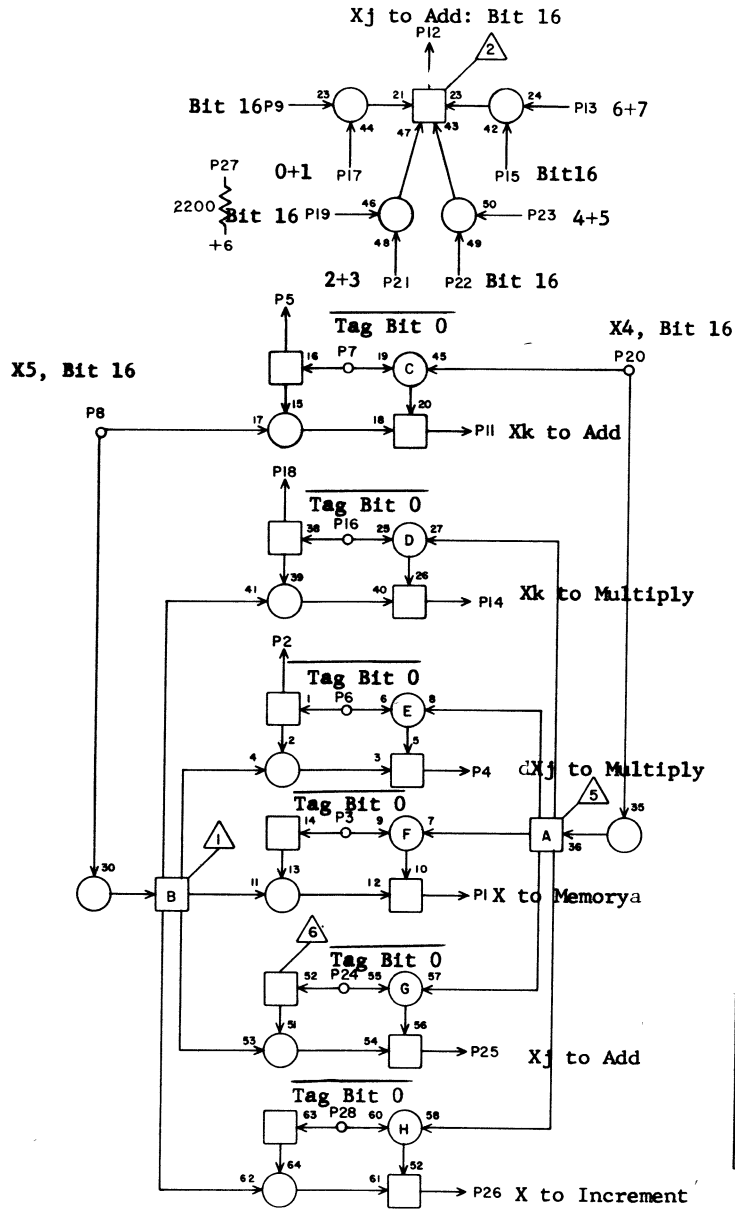 Xj to Add: Bit 16
P12
2
Bit 16 P9 23 21 23 24 P13 6+7
44 47 43 42
P27 0+1 P17 P15 Bit16
2200 Bit 16 P19 46 50 P23 4+5
+6 48 49
2+3 P21 P22 Bit 16
P5
Tag Bit 0 X4, Bit 16
X5, Bit 16 16 P7 19 C 45 P20
P8 15 20
17 18 P11 Xk to Add
P18
Tag Bit 0
38 P16 25 D 27
39 26
41 40 P14 Xk to Multiply
P2
Tag Bit 0
1 P6 6 E 8
2 5
4 3 P4 dXj to Multiply
Tag Bit 0 5
14 P3 9 F 7 A 36 35
1
30 13 10
B 11 12 P1 X to Memorya
6
Tag Bit 0
52 P24 55 G 57
51 56
53 54 P25 Xj to Add
Tag Bit 0
63 P28 60 H 58
64 52
62 61 P26 X to Increment